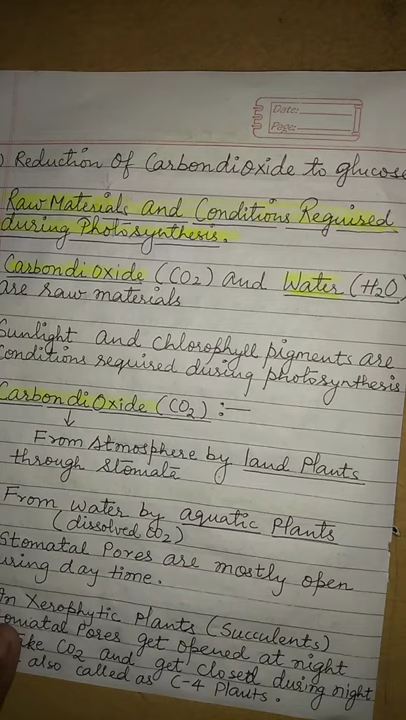 Date:
Page:
) Reduction of Carbondioxide to glucose
Raw Materials and Conditions Required
during Photosynthesis.
Carbondioxide (CO2) and Water (H2O)
are raw materials
Sunlight and chlorophyll pigments are
Conditions required during photosynthesis
Carbondioxide (CO2) :—
From Atmosphere by land Plants
through stomata
From water by aquatic Plants
(dissolved CO2)
Stomatal Pores are mostly open
during day time.
In Xerophytic Plants (Succulents)
Stomatal Pores get opened at night
take CO2 and get closed during night
also called as C-4 Plants.